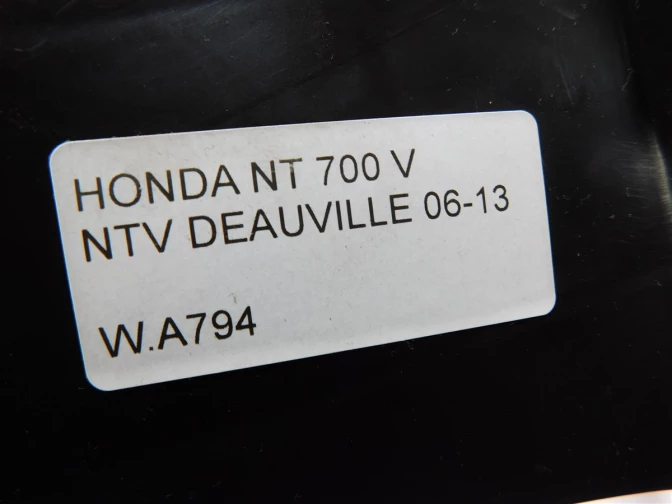 HONDA NT 700 V
NTV DEAUVILLE 06-13
W.A794